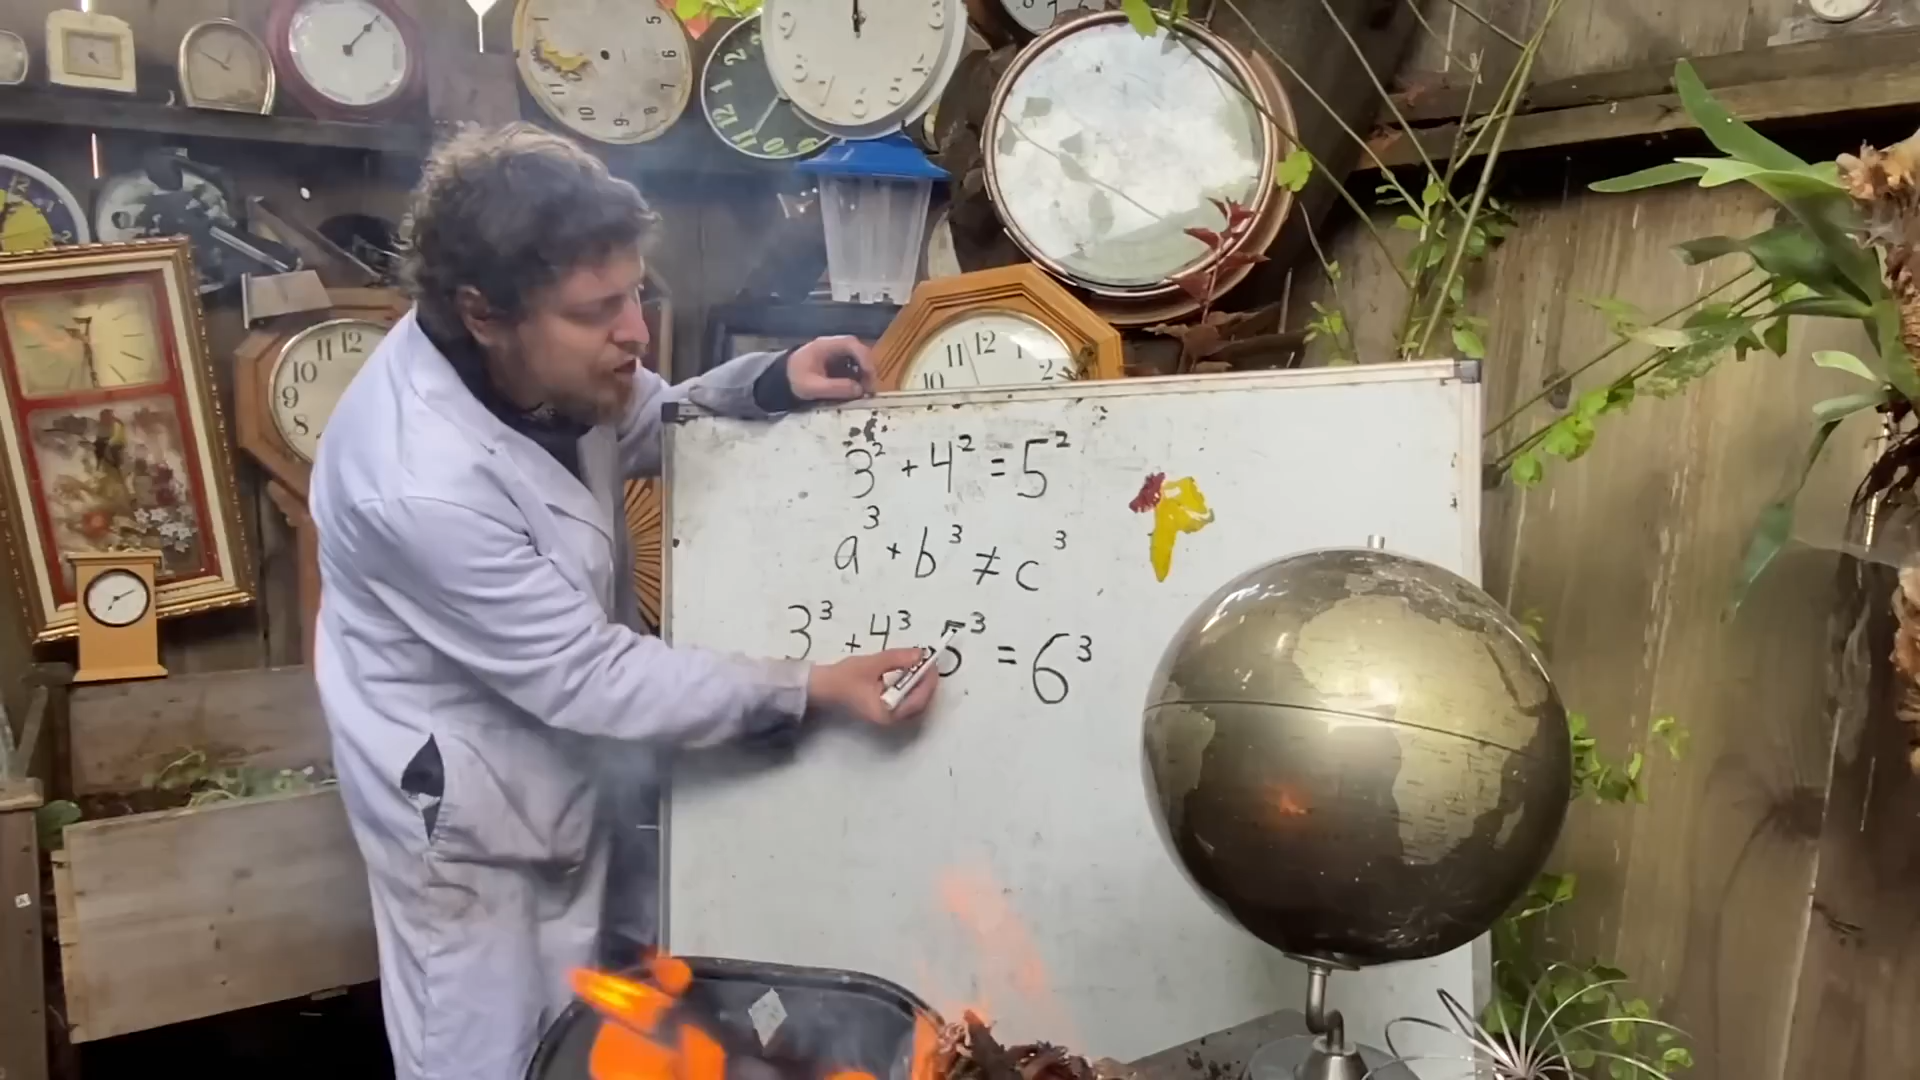 3² + 4² = 5²
a³ + b³ ≠ c³
3³ + 4³ + 5³ = 6³